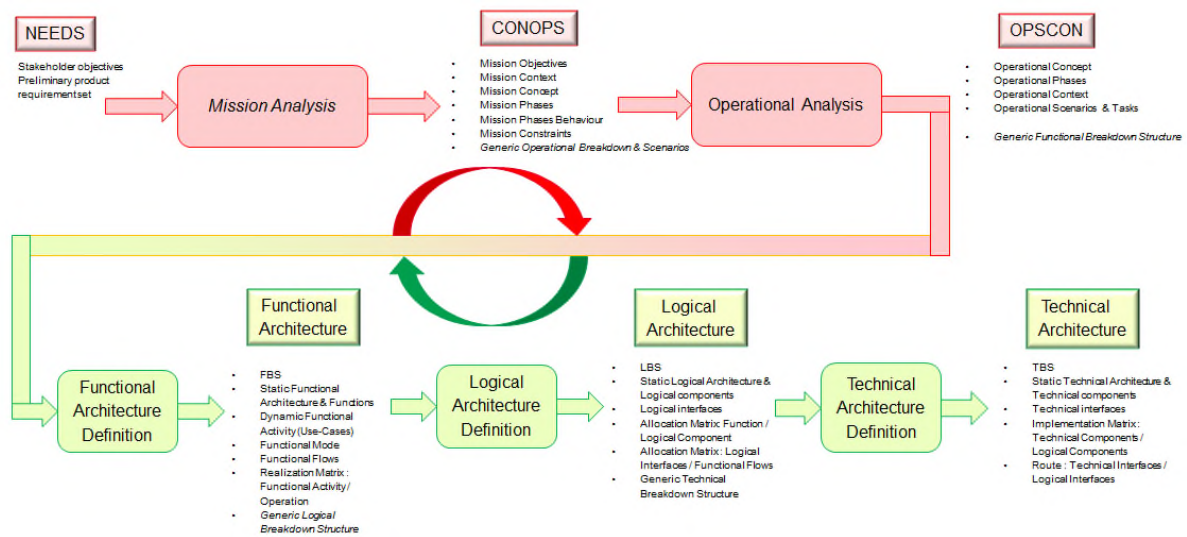 NEEDS
Stakeholder objectives
Preliminary product
requirement set
Mission Analysis
CONOPS
• Mission Objectives
• Mission Context
• Mission Concept
• Mission Phases
• Mission Phases Behaviour
• Mission Constraints
• Generic Operational Breakdown & Scenarios
Operational Analysis
OPSCON
• Operational Concept
• Operational Phases
• Operational Context
• Operational Scenarios & Tasks
• Generic Functional Breakdown Structure
Functional
Architecture
Definition
Functional
Architecture
• FBS
• Static Functional
Architecture & Functions
• Dynamic Functional
Activity (Use-Cases)
• Functional Mode
• Functional Flows
• Realization Matrix :
Functional Activity /
Operation
• Generic Logical
Breakdown Structure
Logical
Architecture
Definition
Logical
Architecture
• LBS
• Static Logical Architecture &
Logical components
• Logical interfaces
• Allocation Matrix: Function /
Logical Component
• Allocation Matrix : Logical
Interfaces / Functional Flows
• Generic Technical
Breakdown Structure
Technical
Architecture
Definition
Technical
Architecture
• TBS
• Static Technical Architecture &
Technical components
• Technical interfaces
• Implementation Matrix :
Technical Components /
Logical Components
• Route : Technical Interfaces /
Logical Interfaces